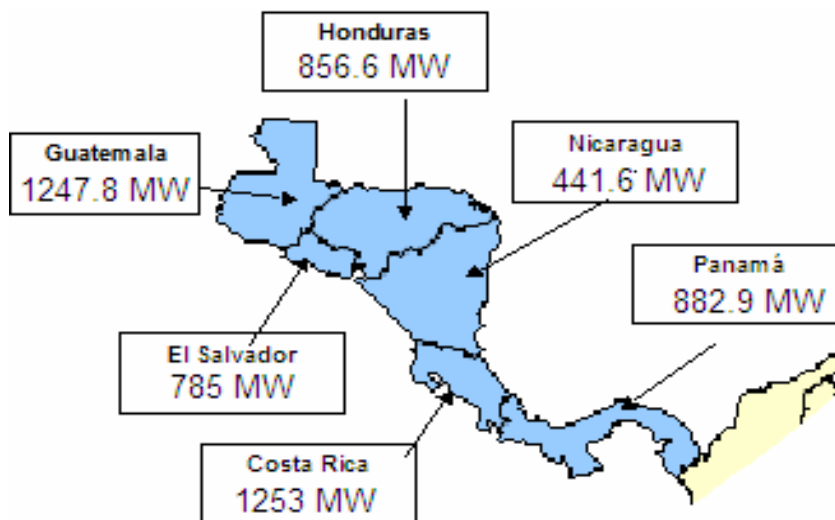 Honduras
856.6 MW
Guatemala
1247.8 MW
Nicaragua
441.6 MW
Panamá
882.9 MW
El Salvador
785 MW
Costa Rica
1253 MW